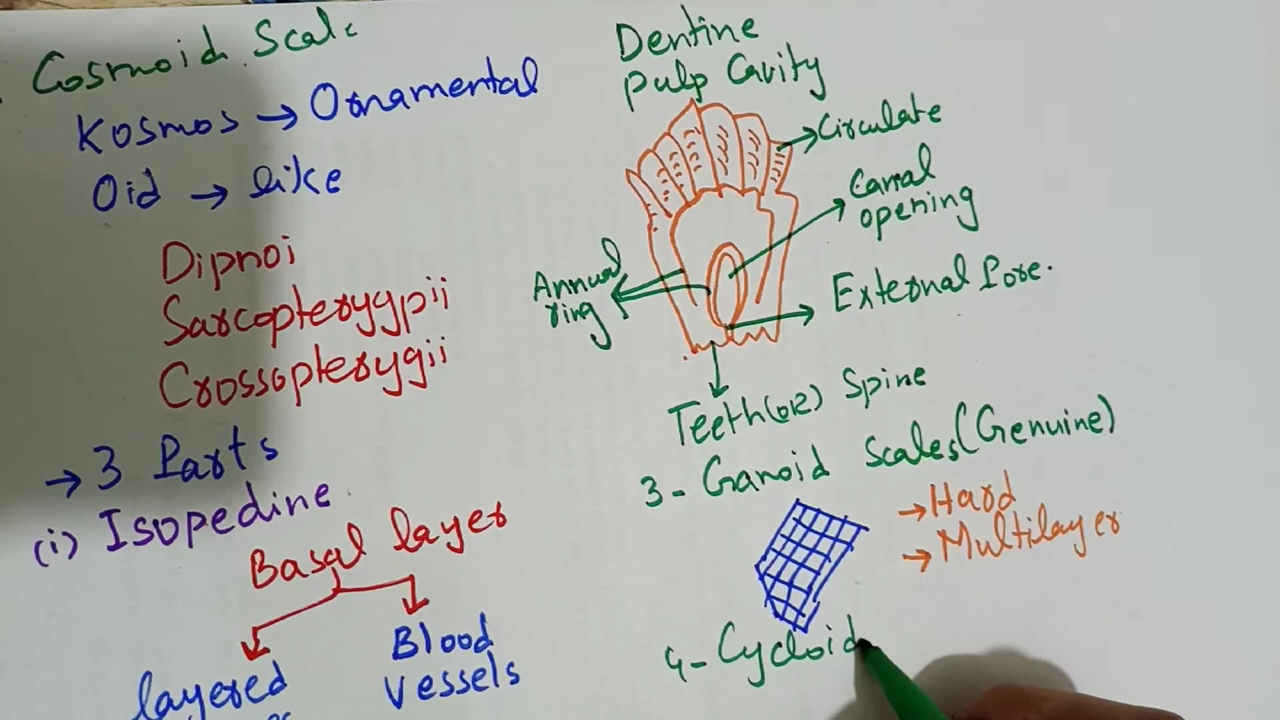 Cosmoid Scale
Kosmos → Ornamental
Oid → like
Dipnoi
Sarcopterygpii
Crossopterygii
→ 3 Parts
(i) Isopedine
Basal layer
layered
Blood
vessels
Dentine
Pulp Cavity
Circulate
Canal
opening
Annual
ring
External Pore.
Teeth(OR) Spine
3- Ganoid Scales(Genuine)
→ Hard
→ Multilayer
4- Cycloid